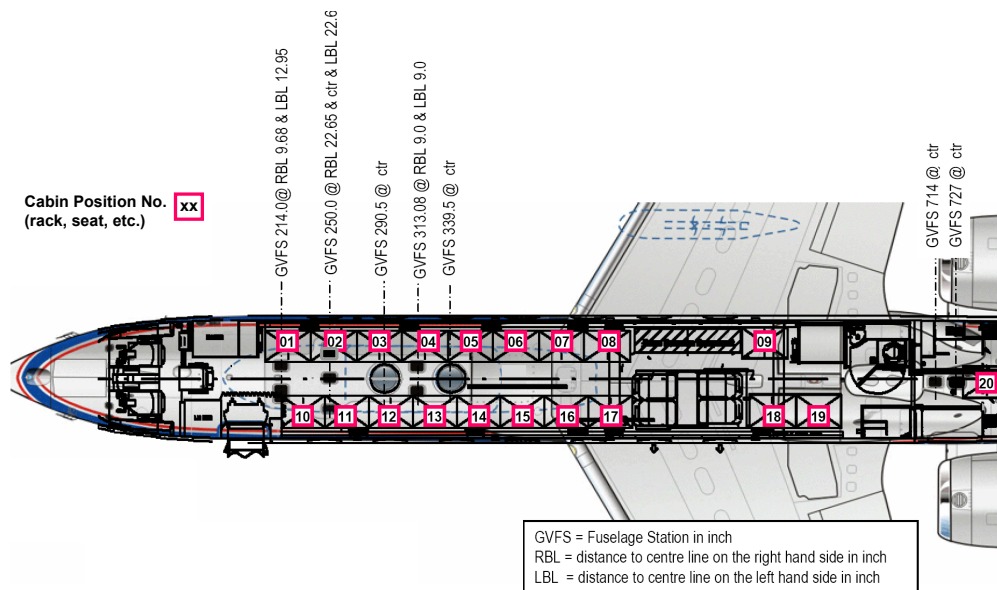 GVFS 214.0@ RBL 9.68 & LBL 12.95
GVFS 250.0 @ RBL 22.65 & ctr & LBL 22.6
GVFS 290.5 @ ctr
GVFS 313.08 @ RBL 9.0 & LBL 9.0
GVFS 339.5 @ ctr
GVFS 714 @ ctr
GVFS 727 @ ctr
Cabin Position No. xx
(rack, seat, etc.)
01 02 03 04 05 06 07 08 09
20
10 11 12 13 14 15 16 17 18 19
GVFS = Fuselage Station in inch
RBL = distance to centre line on the right hand side in inch
LBL = distance to centre line on the left hand side in inch